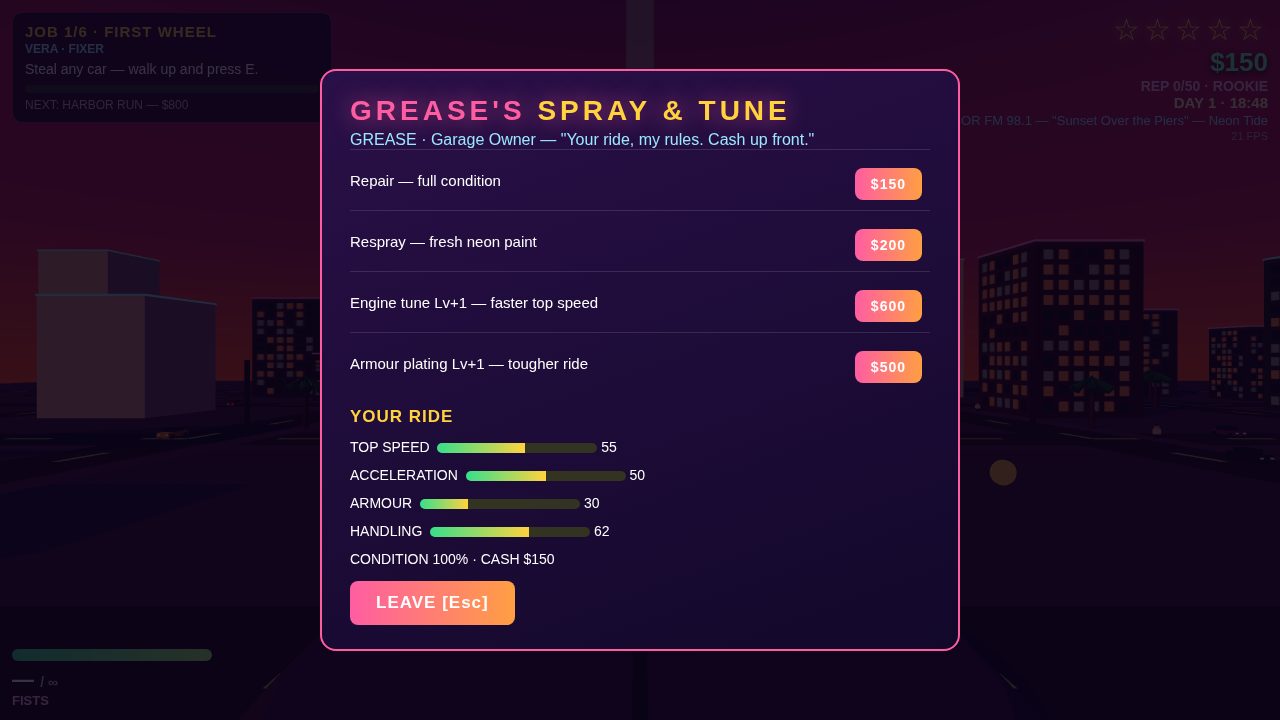 JOB 1/6 · FIRST WHEEL
VERA · FIXER
Steal any car — walk up and press E.
NEXT: HARBOR RUN — $800
☆☆☆☆☆
$150
REP 0/50 · ROOKIE
DAY 1 · 18:48
OR FM 98.1 — "Sunset Over the Piers" — Neon Tide
21 FPS
GREASE'S SPRAY & TUNE
GREASE · Garage Owner — "Your ride, my rules. Cash up front."
Repair — full condition $150
Respray — fresh neon paint $200
Engine tune Lv+1 — faster top speed $600
Armour plating Lv+1 — tougher ride $500
YOUR RIDE
TOP SPEED 55
ACCELERATION 50
ARMOUR 30
HANDLING 62
CONDITION 100% · CASH $150
LEAVE [Esc]
— / ∞
FISTS